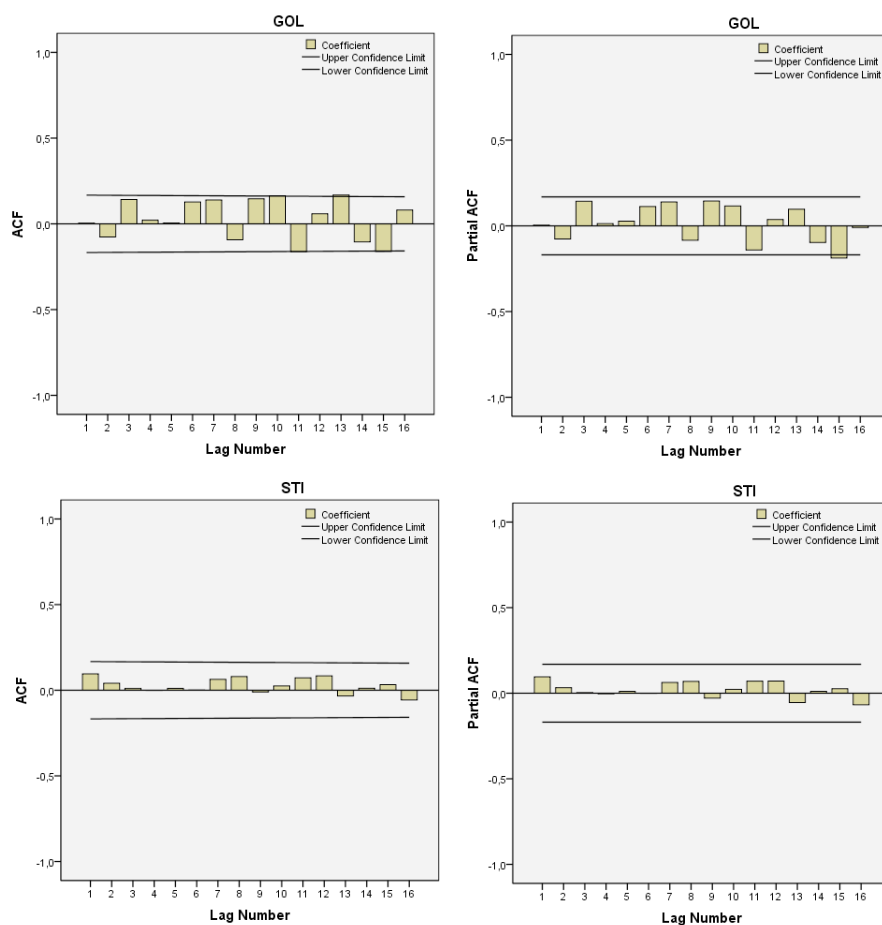 GOL
Coefficient
Upper Confidence Limit
Lower Confidence Limit
1,0
0,5
0,0
-0,5
-1,0
ACF
1 2 3 4 5 6 7 8 9 10 11 12 13 14 15 16
Lag Number
GOL
Coefficient
Upper Confidence Limit
Lower Confidence Limit
1,0
0,5
0,0
-0,5
-1,0
Partial ACF
1 2 3 4 5 6 7 8 9 10 11 12 13 14 15 16
Lag Number
STI
Coefficient
Upper Confidence Limit
Lower Confidence Limit
1,0
0,5
0,0
-0,5
-1,0
ACF
1 2 3 4 5 6 7 8 9 10 11 12 13 14 15 16
Lag Number
STI
Coefficient
Upper Confidence Limit
Lower Confidence Limit
1,0
0,5
0,0
-0,5
-1,0
Partial ACF
1 2 3 4 5 6 7 8 9 10 11 12 13 14 15 16
Lag Number